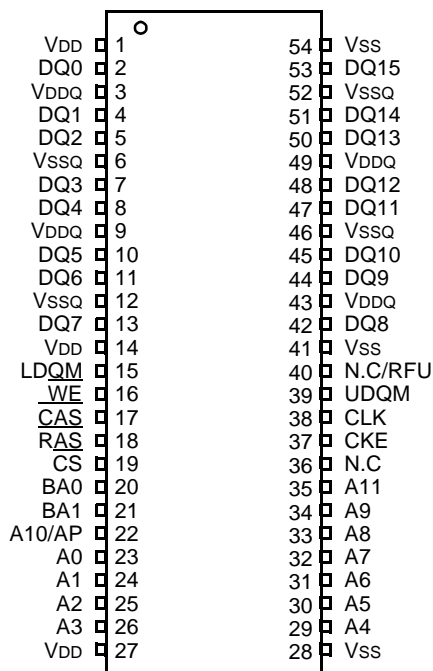 VDD 1 54 VSS
DQ0 2 53 DQ15
VDDQ 3 52 VSSQ
DQ1 4 51 DQ14
DQ2 5 50 DQ13
VSSQ 6 49 VDDQ
DQ3 7 48 DQ12
DQ4 8 47 DQ11
VDDQ 9 46 VSSQ
DQ5 10 45 DQ10
DQ6 11 44 DQ9
VSSQ 12 43 VDDQ
DQ7 13 42 DQ8
VDD 14 41 VSS
LDQM 15 40 N.C/RFU
WE 16 39 UDQM
CAS 17 38 CLK
RAS 18 37 CKE
CS 19 36 N.C
BA0 20 35 A11
BA1 21 34 A9
A10/AP 22 33 A8
A0 23 32 A7
A1 24 31 A6
A2 25 30 A5
A3 26 29 A4
VDD 27 28 VSS